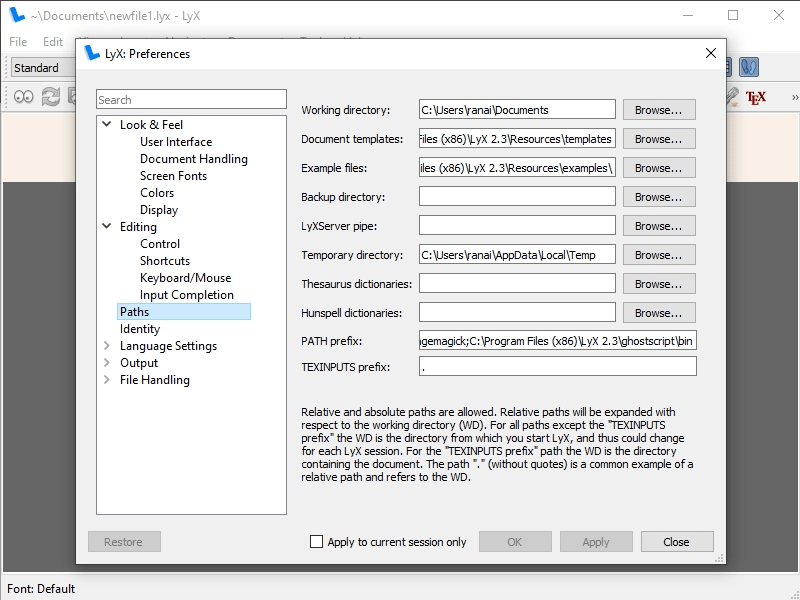 ~\Documents\newfile1.lyx - LyX
File Edit
Standard
TEX
»
LyX: Preferences
Search
Look & Feel
User Interface
Document Handling
Screen Fonts
Colors
Display
Editing
Control
Shortcuts
Keyboard/Mouse
Input Completion
Paths
Identity
Language Settings
Output
File Handling
Working directory: C:\Users\ranai\Documents Browse...
Document templates: Files (x86)\LyX 2.3\Resources\templates Browse...
Example files: iles (x86)\LyX 2.3\Resources\examples\ Browse...
Backup directory: Browse...
LyXServer pipe: Browse...
Temporary directory: C:\Users\ranai\AppData\Local\Temp Browse...
Thesaurus dictionaries: Browse...
Hunspell dictionaries: Browse...
PATH prefix: gemagick;C:\Program Files (x86)\LyX 2.3\ghostscript\bin
TEXINPUTS prefix: .
Relative and absolute paths are allowed. Relative paths will be expanded with
respect to the working directory (WD). For all paths except the "TEXINPUTS
prefix" the WD is the directory from which you start LyX, and thus could change
for each LyX session. For the "TEXINPUTS prefix" path the WD is the directory
containing the document. The path "." (without quotes) is a common example of a
relative path and refers to the WD.
Restore Apply to current session only OK Apply Close
Font: Default